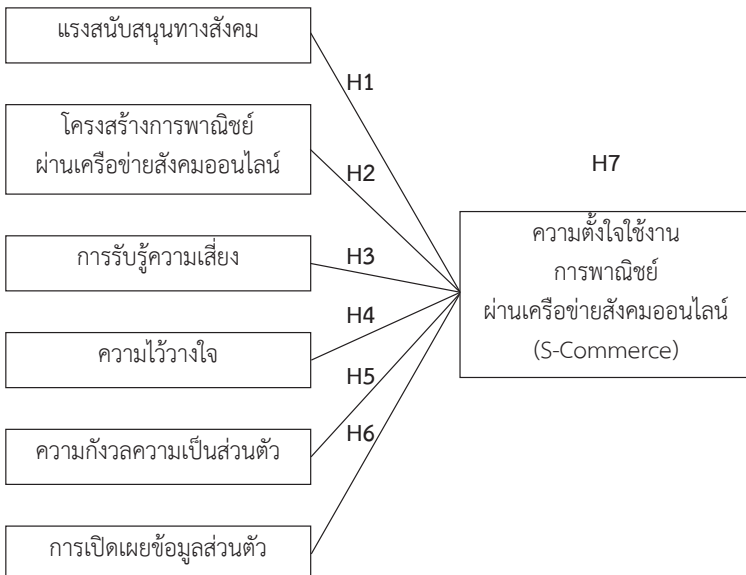 แรงสนับสนุนทางสังคม
H1
โครงสร้างการพาณิชย์
ผ่านเครือข่ายสังคมออนไลน์
H2
การรับรู้ความเสี่ยง
H3
ความไว้วางใจ
H4
ความกังวลความเป็นส่วนตัว
H5
การเปิดเผยข้อมูลส่วนตัว
H6
H7
ความตั้งใจใช้งาน
การพาณิชย์
ผ่านเครือข่ายสังคมออนไลน์
(S-Commerce)